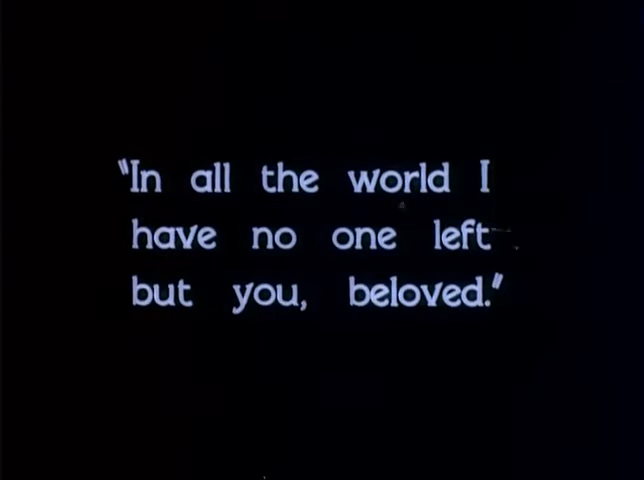 "In all the world I
have no one left
but you, beloved."